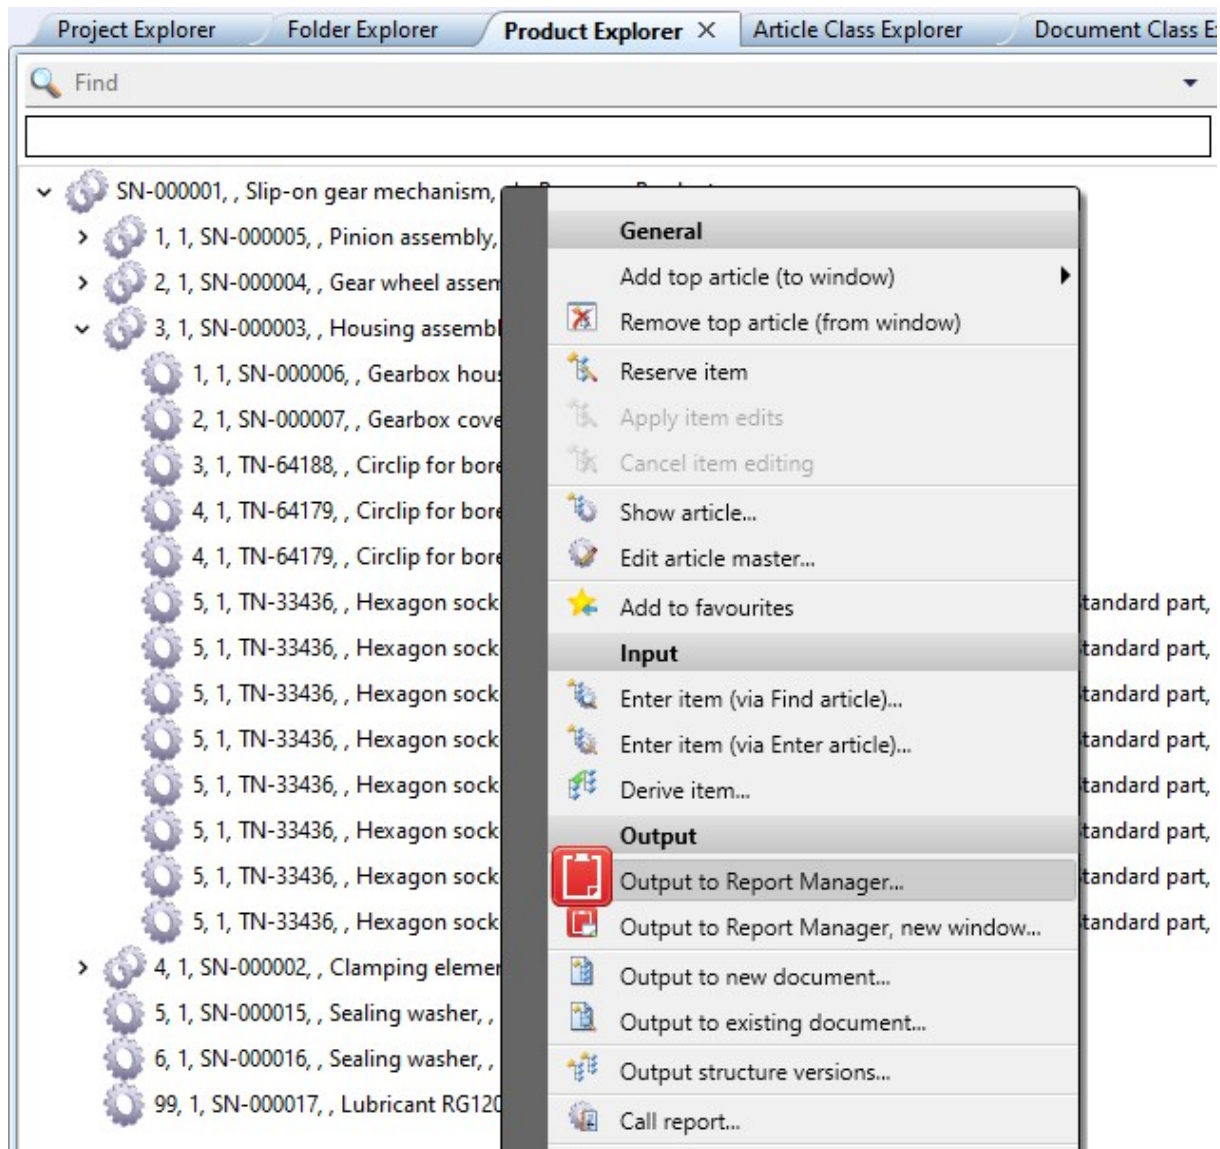 Project Explorer Folder Explorer Product Explorer Article Class Explorer Document Class E
Find
SN-000001, , Slip-on gear mechanism,
1, 1, SN-000005, , Pinion assembly,
2, 1, SN-000004, , Gear wheel assem
3, 1, SN-000003, , Housing assembl
1, 1, SN-000006, , Gearbox hous
2, 1, SN-000007, , Gearbox cove
3, 1, TN-64188, , Circlip for bore
4, 1, TN-64179, , Circlip for bore
4, 1, TN-64179, , Circlip for bore
5, 1, TN-33436, , Hexagon sock tandard part,
5, 1, TN-33436, , Hexagon sock tandard part,
5, 1, TN-33436, , Hexagon sock tandard part,
5, 1, TN-33436, , Hexagon sock tandard part,
5, 1, TN-33436, , Hexagon sock tandard part,
5, 1, TN-33436, , Hexagon sock tandard part,
5, 1, TN-33436, , Hexagon sock tandard part,
5, 1, TN-33436, , Hexagon sock tandard part,
4, 1, SN-000002, , Clamping elemen
5, 1, SN-000015, , Sealing washer, ,
6, 1, SN-000016, , Sealing washer, ,
99, 1, SN-000017, , Lubricant RG120
General
Add top article (to window)
Remove top article (from window)
Reserve item
Apply item edits
Cancel item editing
Show article...
Edit article master...
Add to favourites
Input
Enter item (via Find article)...
Enter item (via Enter article)...
Derive item...
Output
Output to Report Manager...
Output to Report Manager, new window...
Output to new document...
Output to existing document...
Output structure versions...
Call report...